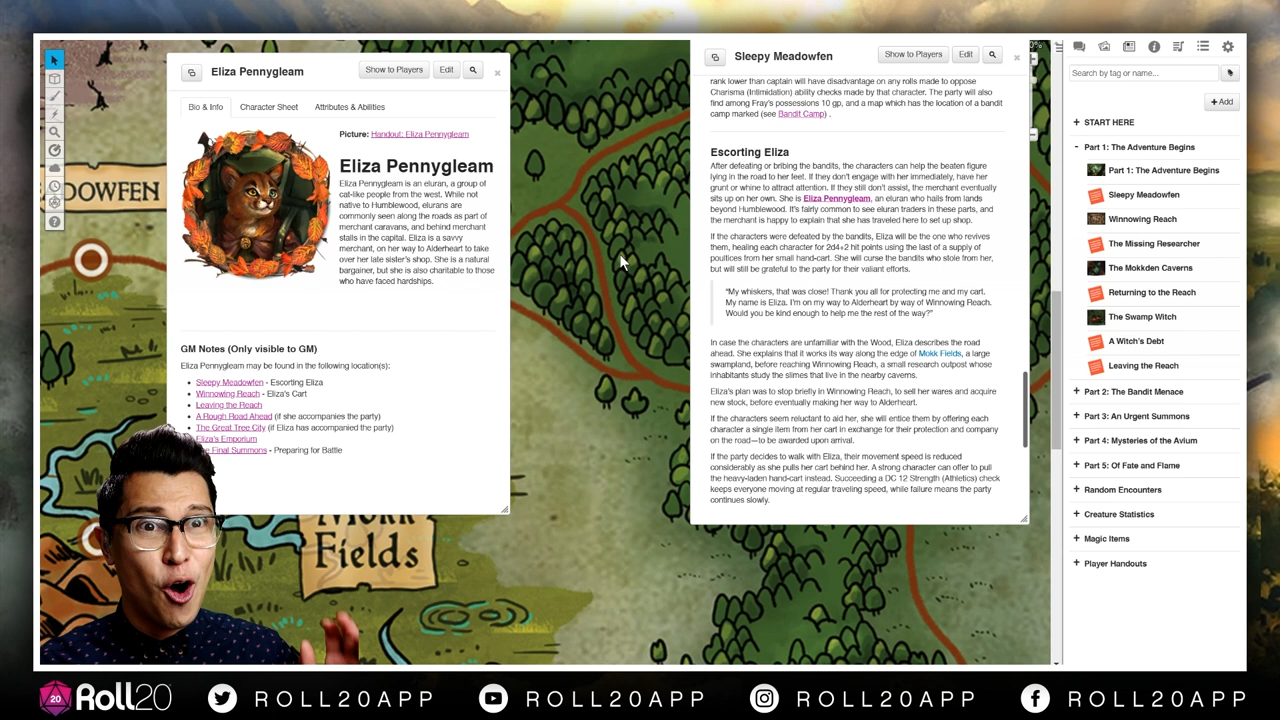 Eliza Pennygleam
Show to Players
Edit
Bio & Info
Character Sheet
Attributes & Abilities
Picture: Handout: Eliza Pennygleam
Eliza Pennygleam
Eliza Pennygleam is an eluran, a group of
cat-like people from the west. While not
native to Humblewood, elurans are
commonly seen along the roads as part of
merchant caravans, and behind merchant
stalls in the capital. Eliza is a savvy
merchant, on her way to Alderheart to take
over her late sister's shop. She is a natural
bargainer, but she is also charitable to those
who have faced hardships.
GM Notes (Only visible to GM)
Eliza Pennygleam may be found in the following location(s):
Sleepy Meadowfen - Escorting Eliza
Winnowing Reach - Eliza's Cart
Leaving the Reach
A Rough Road Ahead (if she accompanies the party)
The Great Tree City (if Eliza has accompanied the party)
Eliza's Emporium
Final Summons - Preparing for Battle
DOWFEN
Mokk
Fields
Sleepy Meadowfen
Show to Players
Edit
rank lower than captain will have disadvantage on any rolls made to oppose
Charisma (Intimidation) ability checks made by that character. The party will also
find among Fray's possessions 10 gp, and a map which has the location of a bandit
camp marked (see Bandit Camp) .
Escorting Eliza
After defeating or bribing the bandits, the characters can help the beaten figure
lying in the road to her feet. If they don't engage with her immediately, have her
grunt or whine to attract attention. If they still don't assist, the merchant eventually
sits up on her own. She is Eliza Pennygleam, an eluran who hails from lands
beyond Humblewood. It's fairly common to see eluran traders in these parts, and
the merchant is happy to explain that she has traveled here to set up shop.
If the characters were defeated by the bandits, Eliza will be the one who revives
them, healing each character for 2d4+2 hit points using the last of a supply of
poultices from her small hand-cart. She will curse the bandits who stole from her,
but will still be grateful to the party for their valiant efforts.
"My whiskers, that was close! Thank you all for protecting me and my cart.
My name is Eliza. I'm on my way to Alderheart by way of Winnowing Reach.
Would you be kind enough to help me the rest of the way?"
In case the characters are unfamiliar with the Wood, Eliza describes the road
ahead. She explains that it works its way along the edge of Mokk Fields, a large
swampland, before reaching Winnowing Reach, a small research outpost whose
inhabitants study the slimes that live in the nearby caverns.
Eliza's plan was to stop briefly in Winnowing Reach, to sell her wares and acquire
new stock, before eventually making her way to Alderheart.
If the characters seem reluctant to aid her, she will entice them by offering each
character a single item from her cart in exchange for their protection and company
on the road—to be awarded upon arrival.
If the party decides to walk with Eliza, their movement speed is reduced
considerably as she pulls her cart behind her. A strong character can offer to pull
the heavy-laden hand-cart instead. Succeeding a DC 12 Strength (Athletics) check
keeps everyone moving at regular traveling speed, while failure means the party
continues slowly.
0%
Search by tag or name...
+ Add
+ START HERE
- Part 1: The Adventure Begins
Part 1: The Adventure Begins
Sleepy Meadowfen
Winnowing Reach
The Missing Researcher
The Mokkden Caverns
Returning to the Reach
The Swamp Witch
A Witch's Debt
Leaving the Reach
+ Part 2: The Bandit Menace
+ Part 3: An Urgent Summons
+ Part 4: Mysteries of the Avium
+ Part 5: Of Fate and Flame
+ Random Encounters
+ Creature Statistics
+ Magic Items
+ Player Handouts
20 Roll20 ROLL20APP ROLL20APP ROLL20APP ROLL20APP